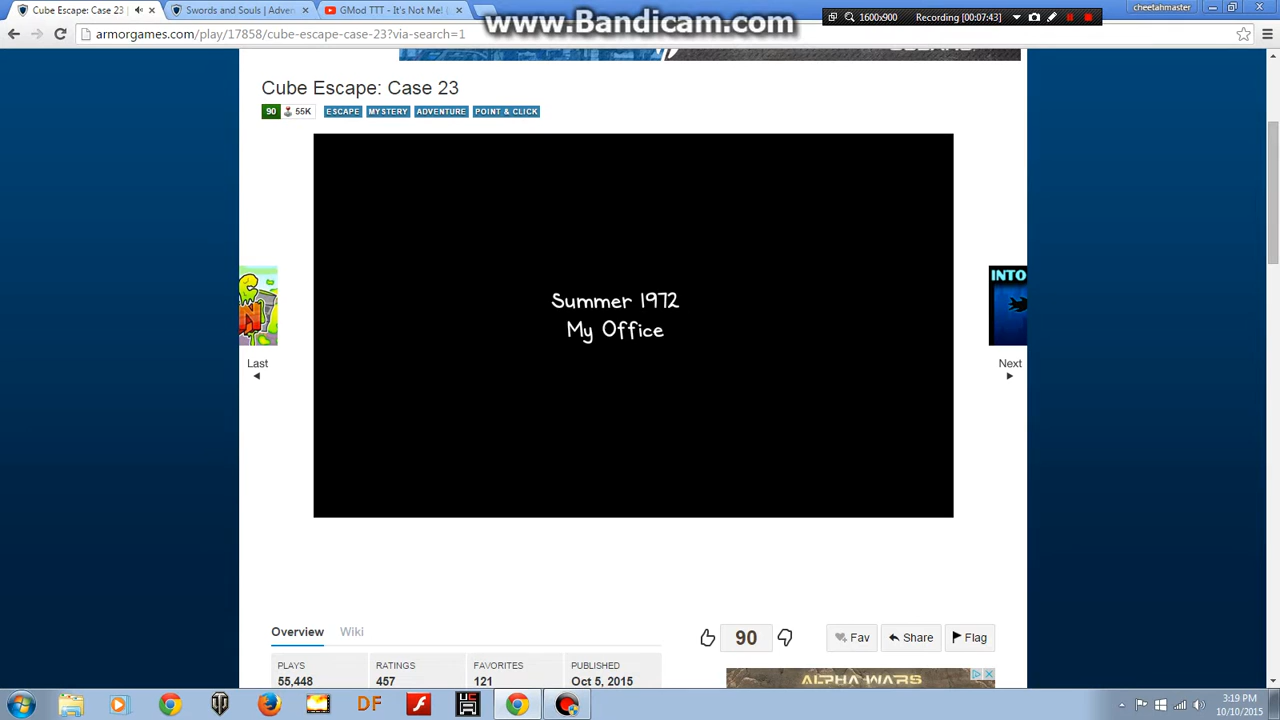 Cube Escape: Case 23
Swords and Souls | Adven
GMod TTT - It's Not Me! (
www.Bandicam.com
1600x900
Recording [00:07:43]
cheetahmaster
armorgames.com/play/17858/cube-escape-case-23?via-search=1
Cube Escape: Case 23
90
55K
ESCAPE
MYSTERY
ADVENTURE
POINT & CLICK
Summer 1972
My Office
INTO
Last
Next
Overview
Wiki
90
Fav
Share
Flag
PLAYS
RATINGS
FAVORITES
PUBLISHED
55,448
457
121
Oct 5, 2015
ALPHA WARS
DF
3:19 PM
10/10/2015